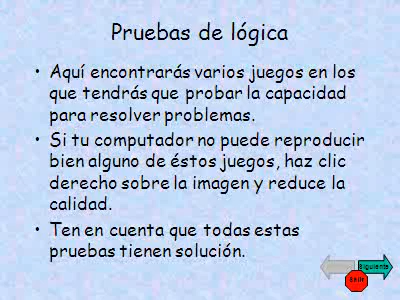 Pruebas de lógica
• Aquí encontrarás varios juegos en los
que tendrás que probar la capacidad
para resolver problemas.
• Si tu computador no puede reproducir
bien alguno de éstos juegos, haz clic
derecho sobre la imagen y reduce la
calidad.
• Ten en cuenta que todas estas
pruebas tienen solución.
Siguiente
Salir